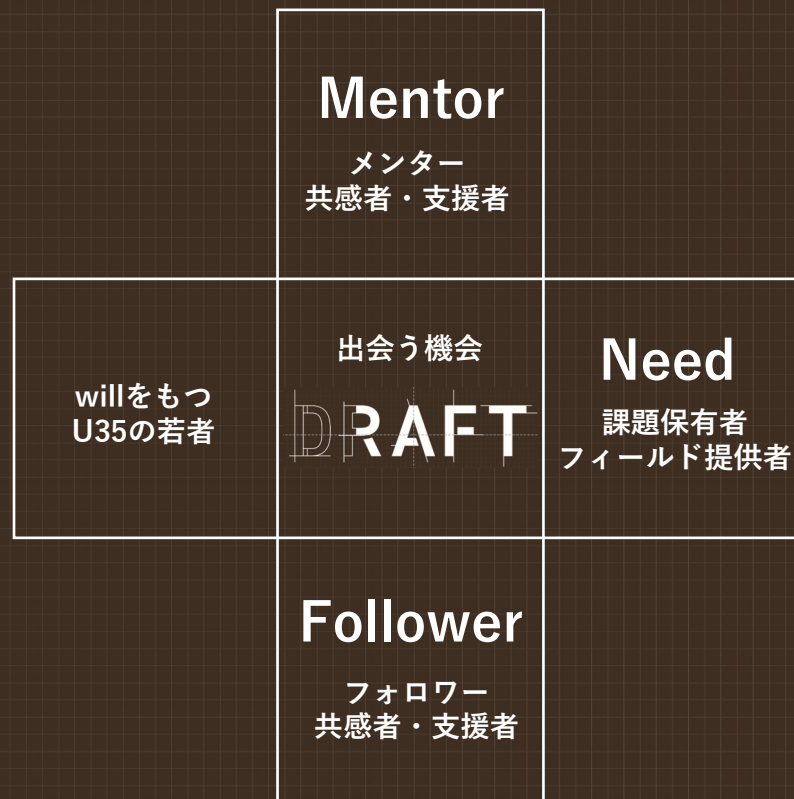 Mentor
メンター
共感者・支援者
willをもつ
U35の若者
出会う機会
DRAFT
Need
課題保有者
フィールド提供者
Follower
フォロワー
共感者・支援者